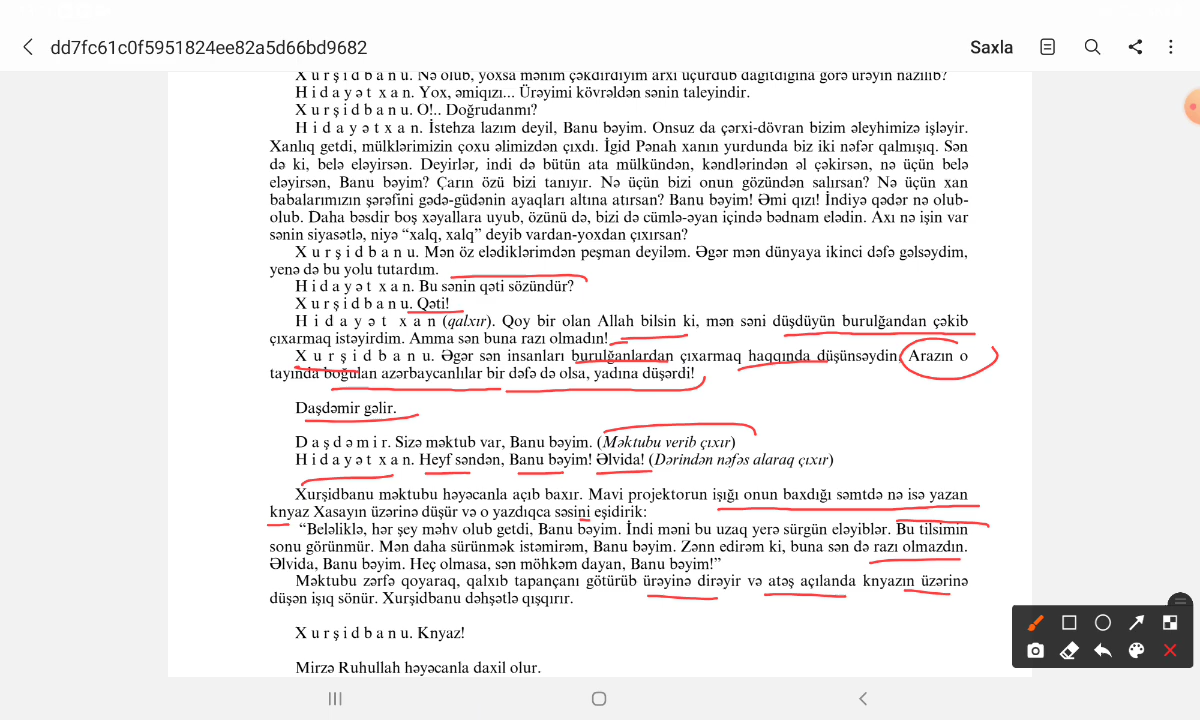 dd7fc61c0f5951824ee82a5d66bd9682
Saxla
X u r ş i d b a n u. Nə olub, yoxsa mənim çəkdirdiyim arxı uçurdub dağıtdığına görə ürəyin nazilib?
H i d a y ə t x a n. Yox, əmiqızı... Ürəyimi kövrəldən sənin taleyindir.
X u r ş i d b a n u. O!.. Doğrudanmı?
H i d a y ə t x a n. İstehza lazım deyil, Banu bəyim. Onsuz da çərxi-dövran bizim əleyhimizə işləyir.
Xanlıq getdi, mülklərimizin çoxu əlimizdən çıxdı. İgid Pənah xanın yurdunda biz iki nəfər qalmışıq. Sən
də ki, belə eləyirsən. Deyirlər, indi də bütün ata mülkündən, kəndlərindən əl çəkirsən, nə üçün belə
eləyirsən, Banu bəyim? Çarın özü bizi tanıyır. Nə üçün bizi onun gözündən salırsan? Nə üçün xan
babalarımızın şərəfini gədə-güdənin ayaqları altına atırsan? Banu bəyim! Əmi qızı! İndiyə qədər nə olub-
olub. Daha bəsdir boş xəyallara uyub, özünü də, bizi də cümlə-əyan içində bədnam elədin. Axı nə işin var
sənin siyasətlə, niyə “xalq, xalq” deyib vardan-yoxdan çıxırsan?
X u r ş i d b a n u. Mən öz elədiklərimdən peşman deyiləm. Əgər mən dünyaya ikinci dəfə gəlsəydim,
yenə də bu yolu tutardım.
H i d a y ə t x a n. Bu sənin qəti sözündür?
X u r ş i d b a n u. Qəti!
H i d a y ə t x a n (qalxır). Qoy bir olan Allah bilsin ki, mən səni düşdüyün burulğandan çəkib
çıxarmaq istəyirdim. Amma sən buna razı olmadın!
X u r ş i d b a n u. Əgər sən insanları burulğanlardan çıxarmaq haqqında düşünsəydin, Arazın o
tayında boğulan azərbaycanlılar bir dəfə də olsa, yadına düşərdi!
Daşdəmir gəlir.
D a ş d ə m i r. Sizə məktub var, Banu bəyim. (Məktubu verib çıxır)
H i d a y ə t x a n. Heyf səndən, Banu bəyim! Əlvida! (Dərindən nəfəs alaraq çıxır)
Xurşidbanu məktubu həyəcanla açıb baxır. Mavi projektorun işığı onun baxdığı səmtdə nə isə yazan
knyaz Xasayın üzərinə düşür və o yazdıqca səsini eşidirik:
“Beləliklə, hər şey məhv olub getdi, Banu bəyim. İndi məni bu uzaq yerə sürgün eləyiblər. Bu tilsimin
sonu görünmür. Mən daha sürünmək istəmirəm, Banu bəyim. Zənn edirəm ki, buna sən də razı olmazdın.
Əlvida, Banu bəyim. Heç olmasa, sən möhkəm dayan, Banu bəyim!”
Məktubu zərfə qoyaraq, qalxıb tapançanı götürüb ürəyinə dirəyir və atəş açılanda knyazın üzərinə
düşən işıq sönür. Xurşidbanu dəhşətlə qışqırır.
X u r ş i d b a n u. Knyaz!
Mirzə Ruhullah həyəcanla daxil olur.